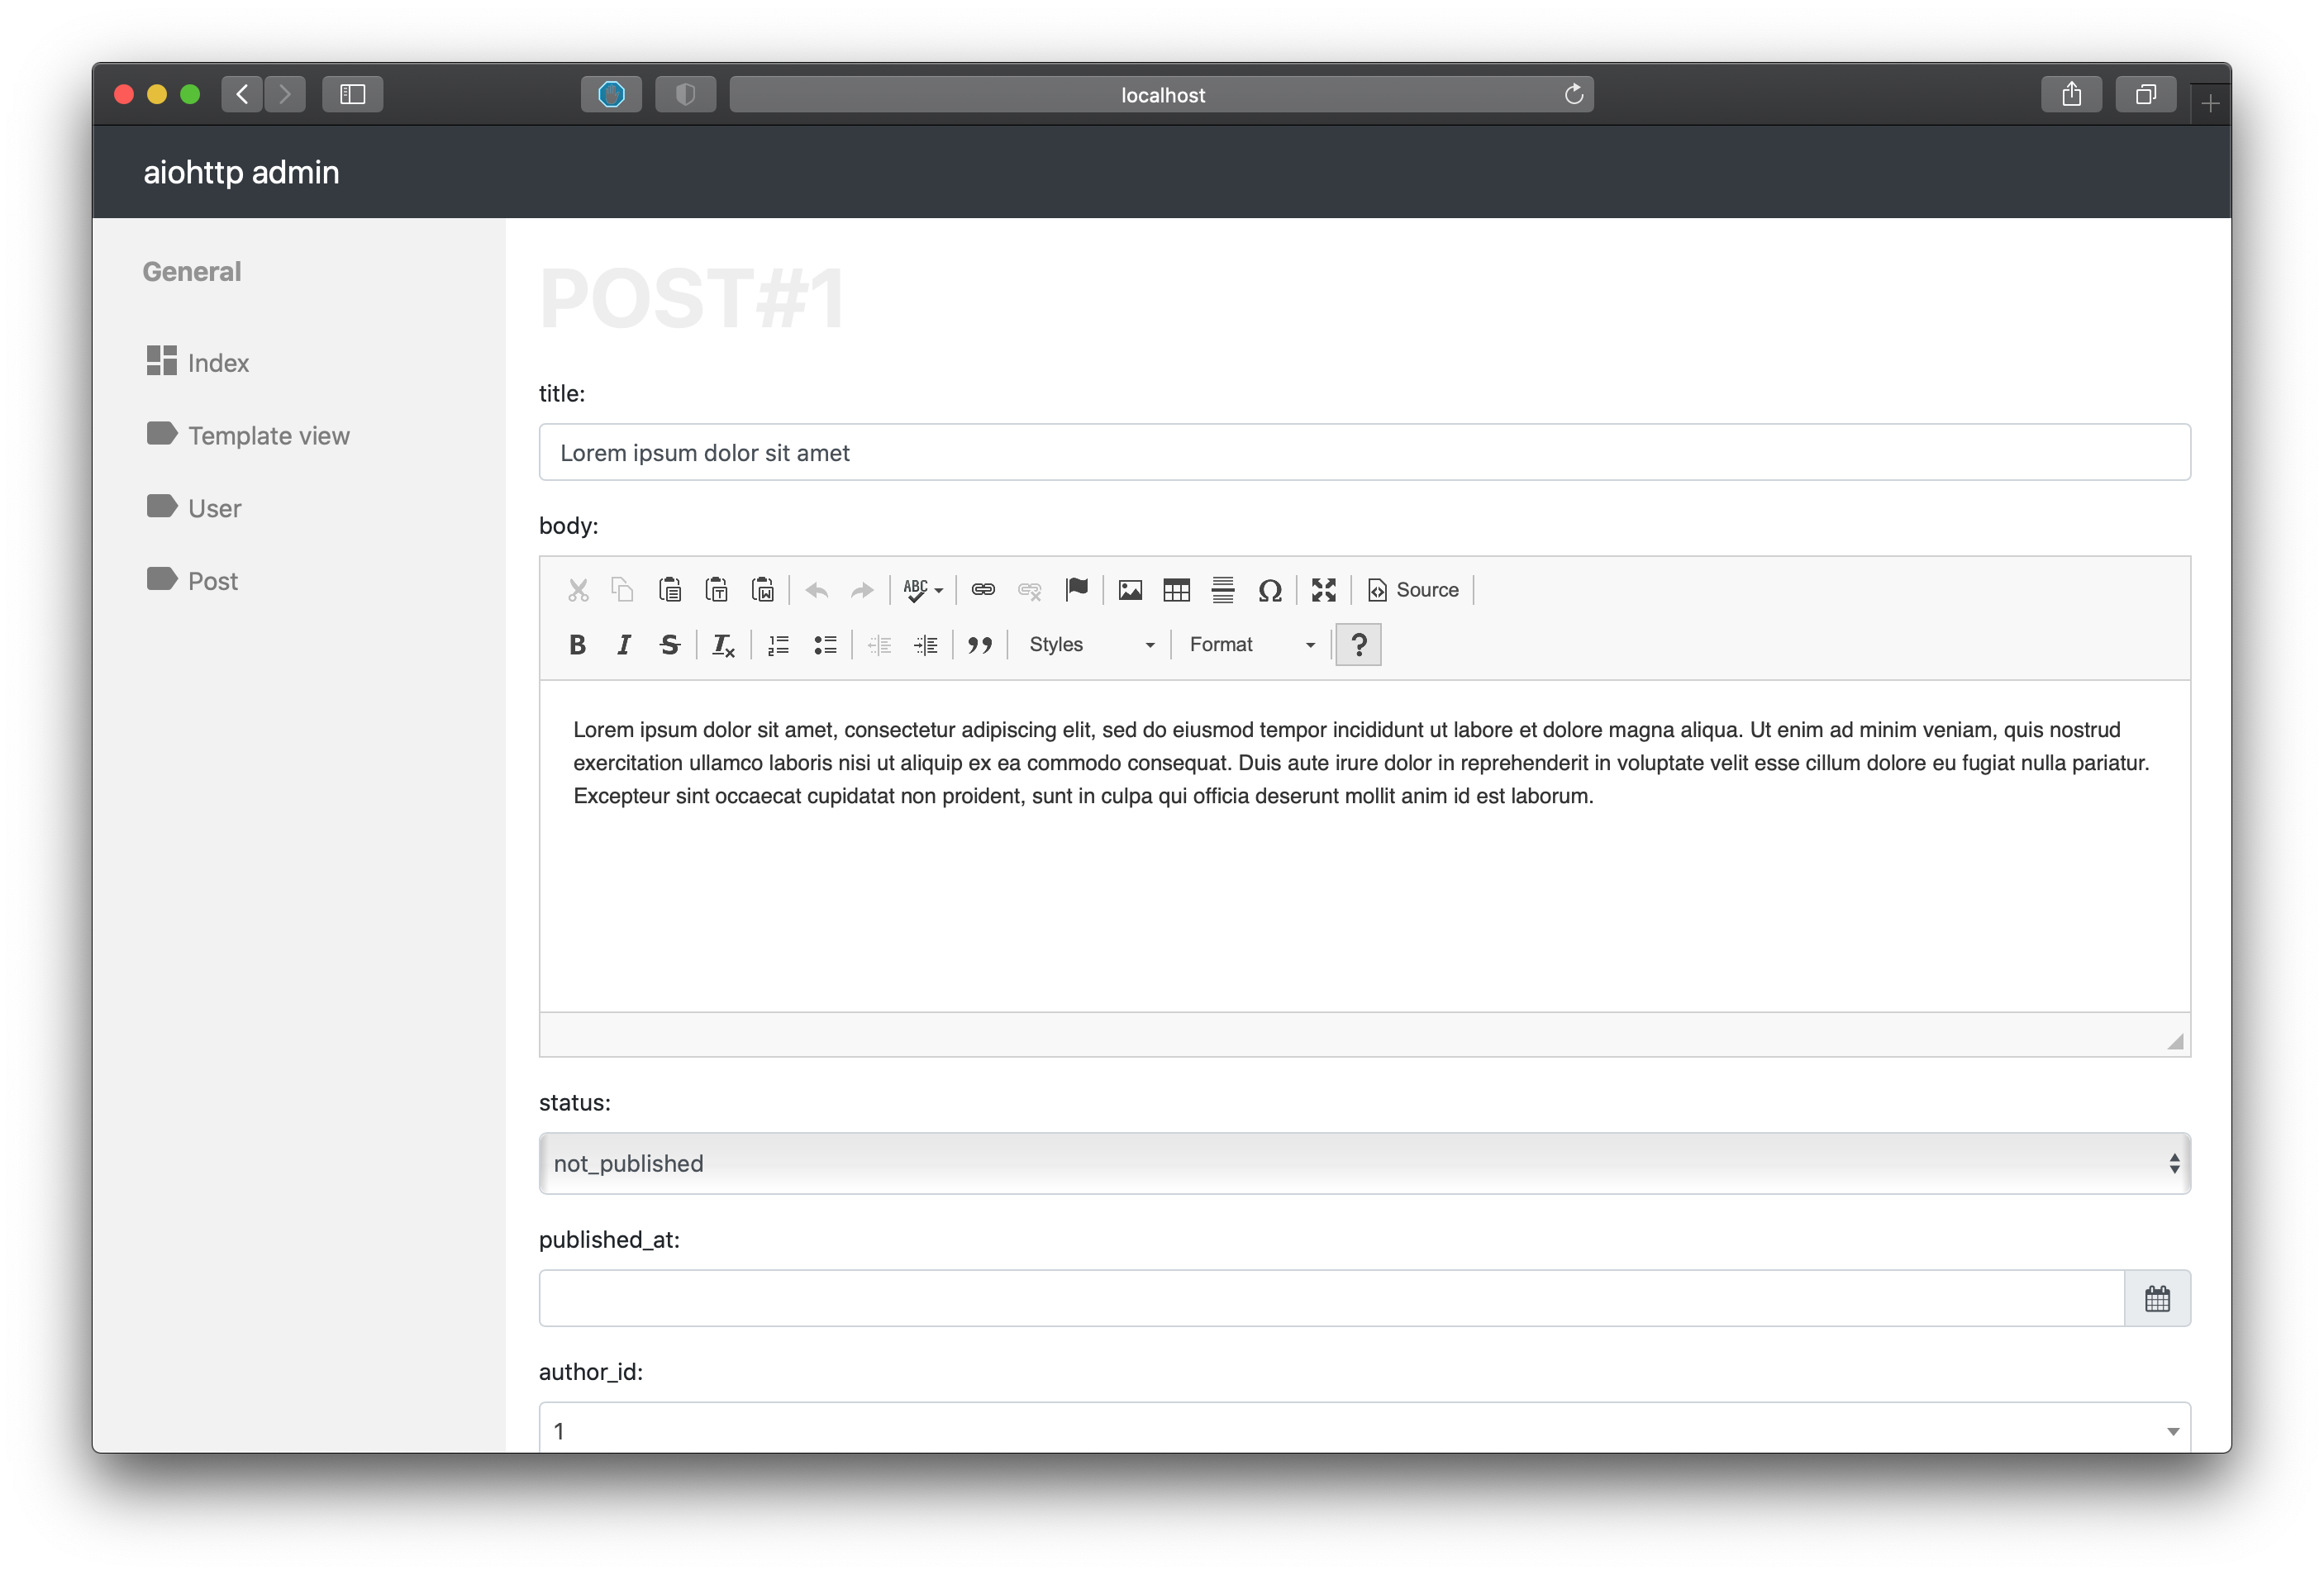 localhost
aiohttp admin
General
Index
Template view
User
Post
POST#1
title:
Lorem ipsum dolor sit amet
body:
ABC Ω Source
B I S Tx Styles Format ?
Lorem ipsum dolor sit amet, consectetur adipiscing elit, sed do eiusmod tempor incididunt ut labore et dolore magna aliqua. Ut enim ad minim veniam, quis nostrud
exercitation ullamco laboris nisi ut aliquip ex ea commodo consequat. Duis aute irure dolor in reprehenderit in voluptate velit esse cillum dolore eu fugiat nulla pariatur.
Excepteur sint occaecat cupidatat non proident, sunt in culpa qui officia deserunt mollit anim id est laborum.
status:
not_published
published_at:
author_id:
1